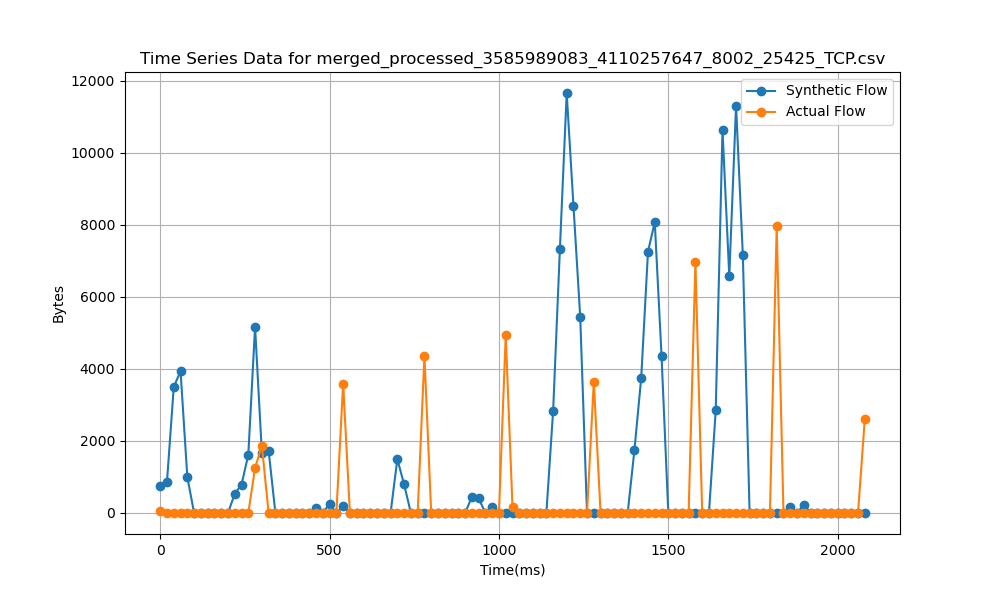 Time Series Data for merged_processed_3585989083_4110257647_8002_25425_TCP.csv
Synthetic Flow
Actual Flow
12000
10000
8000
6000
4000
2000
0
Bytes
0 500 1000 1500 2000
Time(ms)